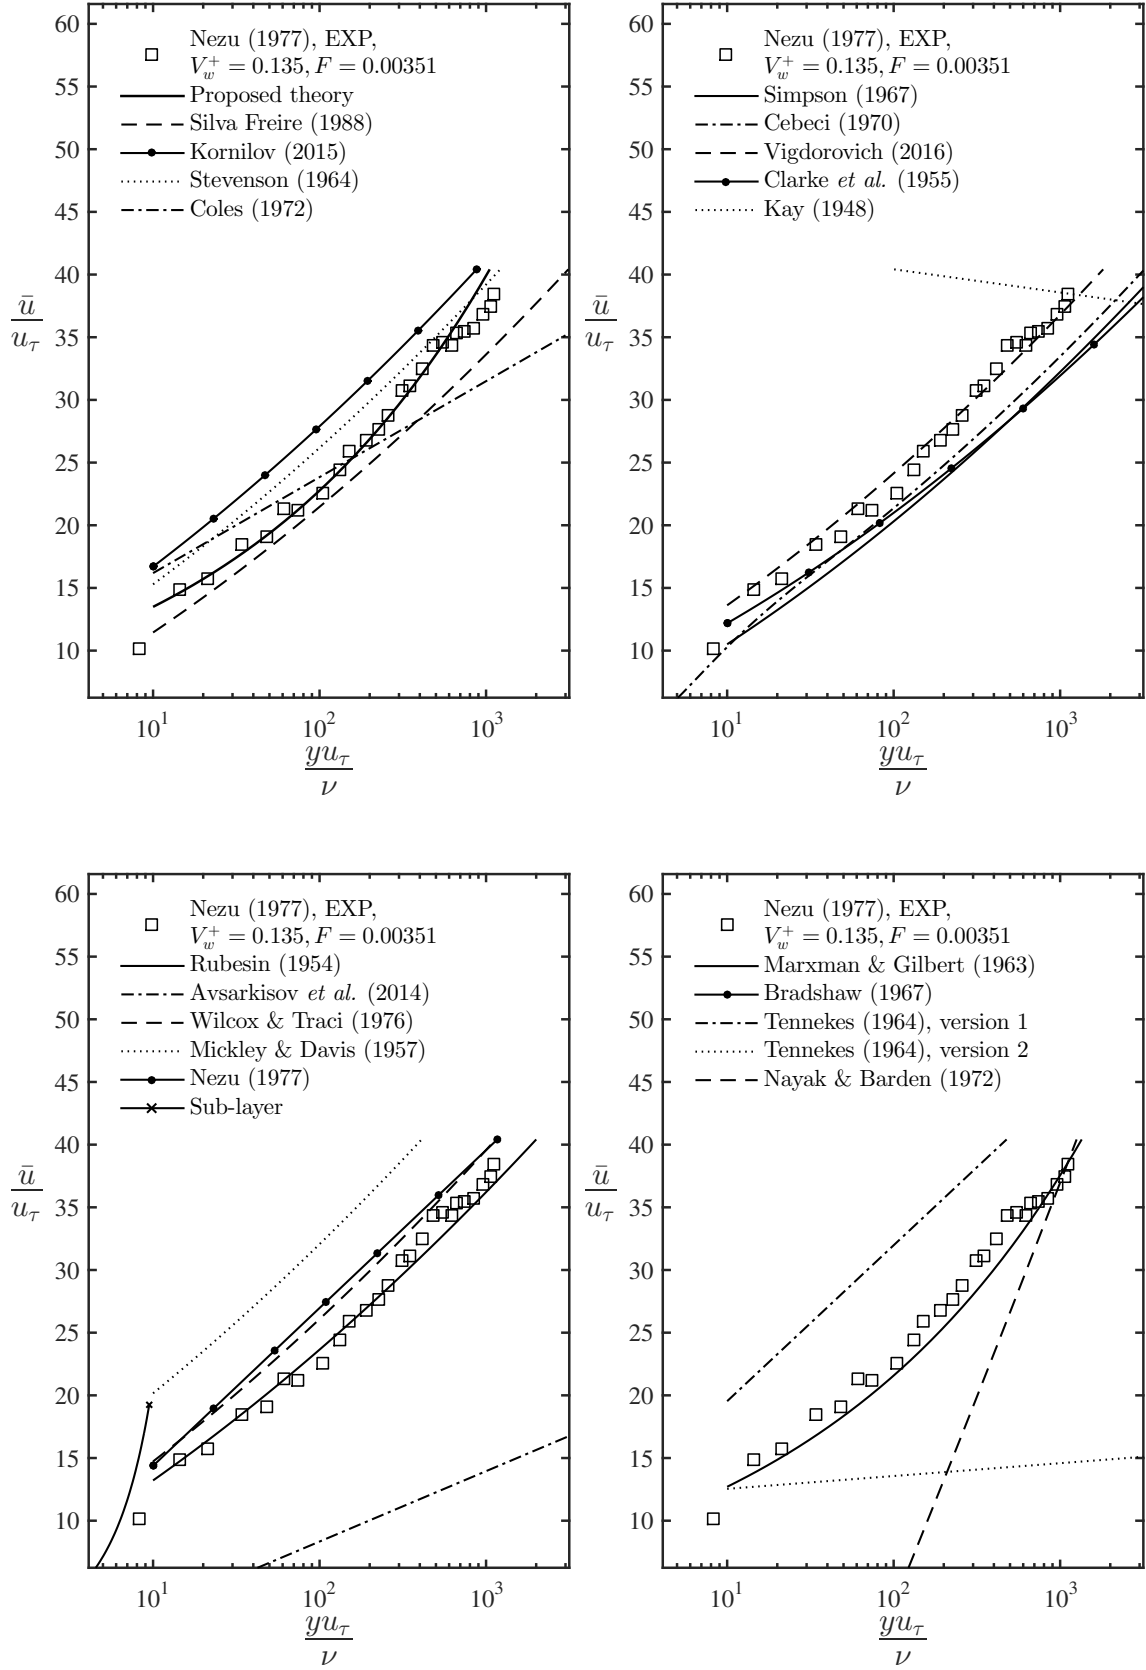 60
55
50
45
40
35
30
25
20
15
10
ū/u_τ
Nezu (1977), EXP,
V_w^+ = 0.135, F = 0.00351
Proposed theory
Silva Freire (1988)
Kornilov (2015)
Stevenson (1964)
Coles (1972)
10^1 10^2 10^3
yu_τ/ν
60
55
50
45
40
35
30
25
20
15
10
ū/u_τ
Nezu (1977), EXP,
V_w^+ = 0.135, F = 0.00351
Simpson (1967)
Cebeci (1970)
Vigdorovich (2016)
Clarke et al. (1955)
Kay (1948)
10^1 10^2 10^3
yu_τ/ν
60
55
50
45
40
35
30
25
20
15
10
ū/u_τ
Nezu (1977), EXP,
V_w^+ = 0.135, F = 0.00351
Rubesin (1954)
Avsarkisov et al. (2014)
Wilcox & Traci (1976)
Mickley & Davis (1957)
Nezu (1977)
Sub-layer
10^1 10^2 10^3
yu_τ/ν
60
55
50
45
40
35
30
25
20
15
10
ū/u_τ
Nezu (1977), EXP,
V_w^+ = 0.135, F = 0.00351
Marxman & Gilbert (1963)
Bradshaw (1967)
Tennekes (1964), version 1
Tennekes (1964), version 2
Nayak & Barden (1972)
10^1 10^2 10^3
yu_τ/ν